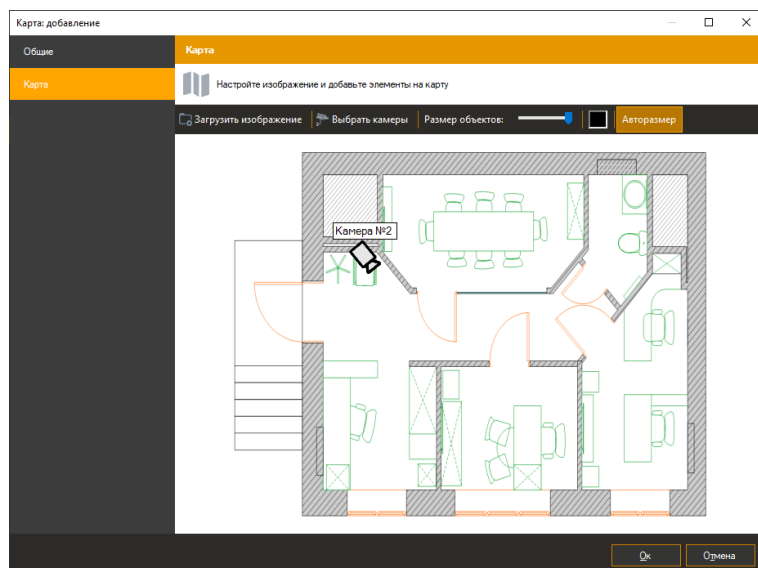 Карта: добавление
Общие
Карта
Карта
Настройте изображение и добавьте элементы на карту
Загрузить изображение
Выбрать камеры
Размер объектов:
Авторазмер
Камера №2
Ок
Отмена